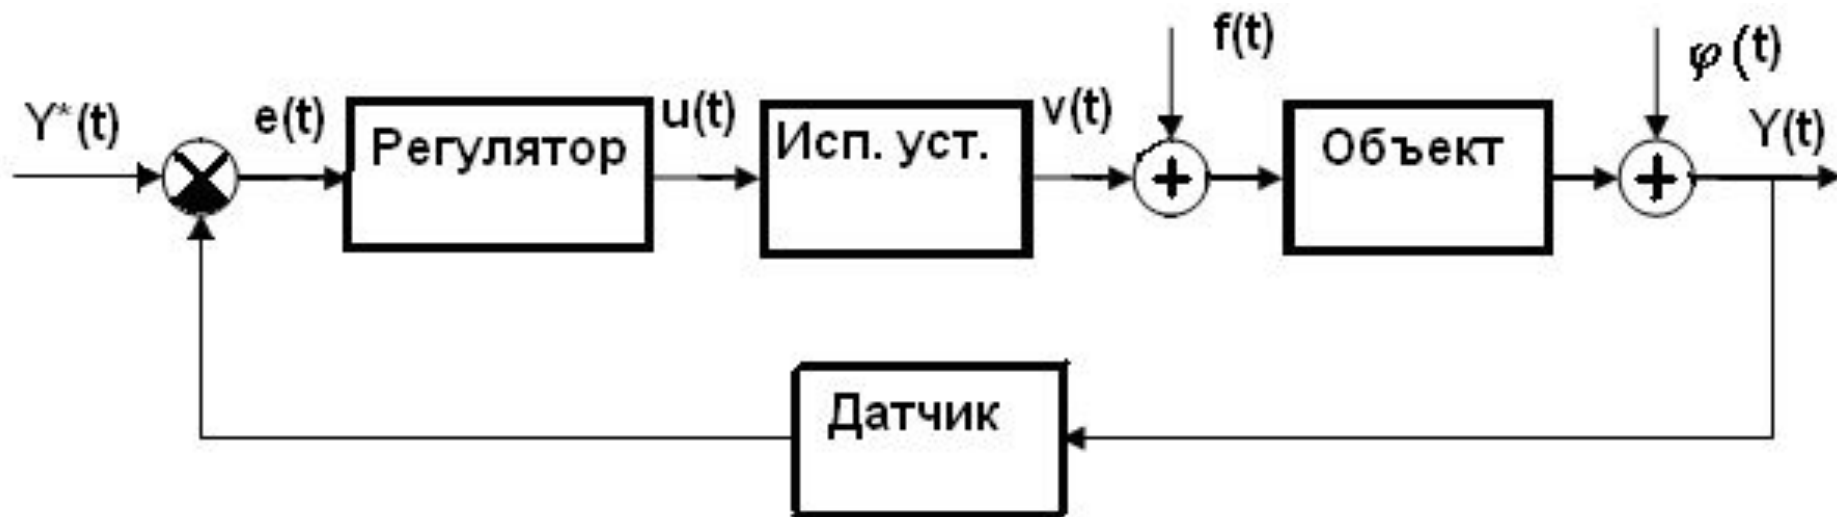 Y*(t)
e(t)
Регулятор
u(t)
Исп. уст.
v(t)
f(t)
+
Объект
φ(t)
+
Y(t)
Датчик